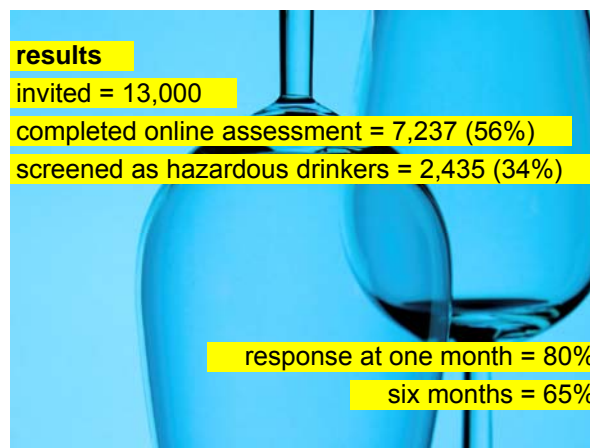 results
invited = 13,000
completed online assessment = 7,237 (56%)
screened as hazardous drinkers = 2,435 (34%)
response at one month = 80%
six months = 65%